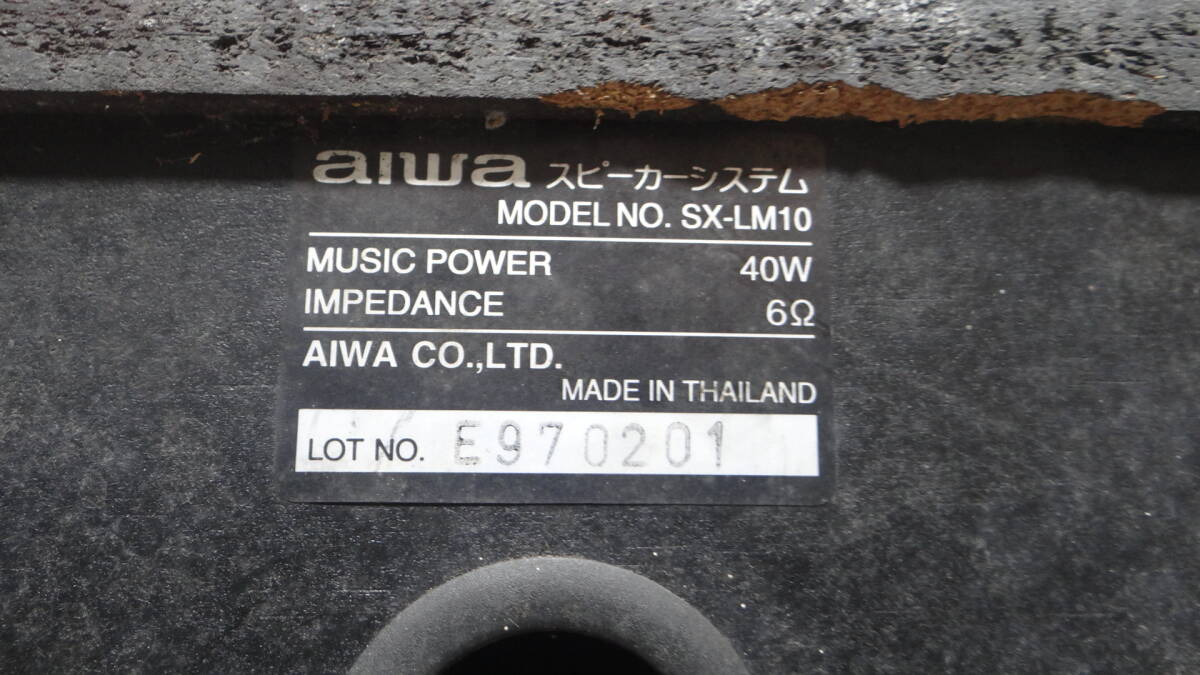 aiwa スピーカーシステム
MODEL NO. SX-LM10
MUSIC POWER 40W
IMPEDANCE 6Ω
AIWA CO.,LTD.
MADE IN THAILAND
LOT NO. E970201